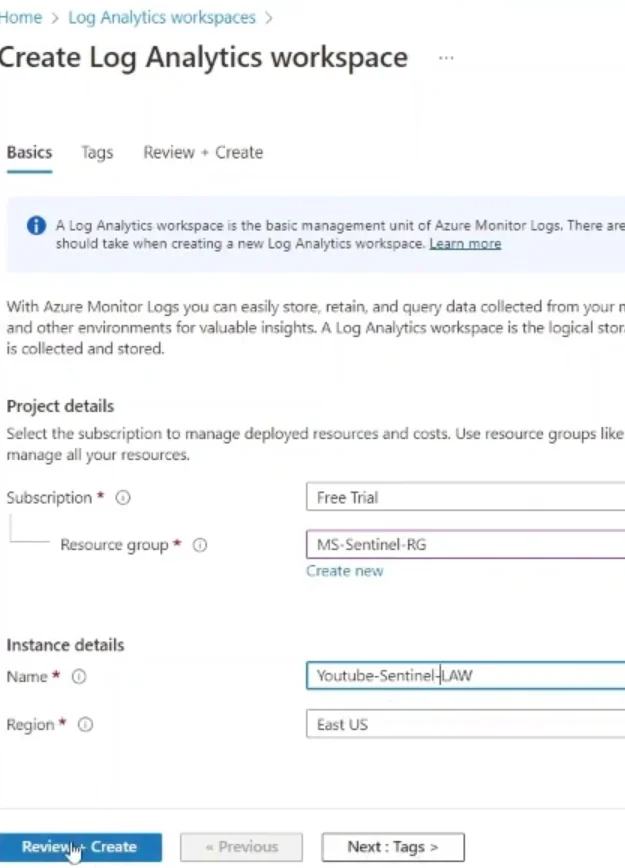 Home > Log Analytics workspaces >
Create Log Analytics workspace ...
Basics Tags Review + Create
A Log Analytics workspace is the basic management unit of Azure Monitor Logs. There are
should take when creating a new Log Analytics workspace. Learn more
With Azure Monitor Logs you can easily store, retain, and query data collected from your
and other environments for valuable insights. A Log Analytics workspace is the logical
is collected and stored.
Project details
Select the subscription to manage deployed resources and costs. Use resource groups like
manage all your resources.
Subscription * Free Trial
Resource group * MS-Sentinel-RG
Create new
Instance details
Name * Youtube-Sentinel-LAW
Region * East US
Review + Create « Previous Next : Tags >